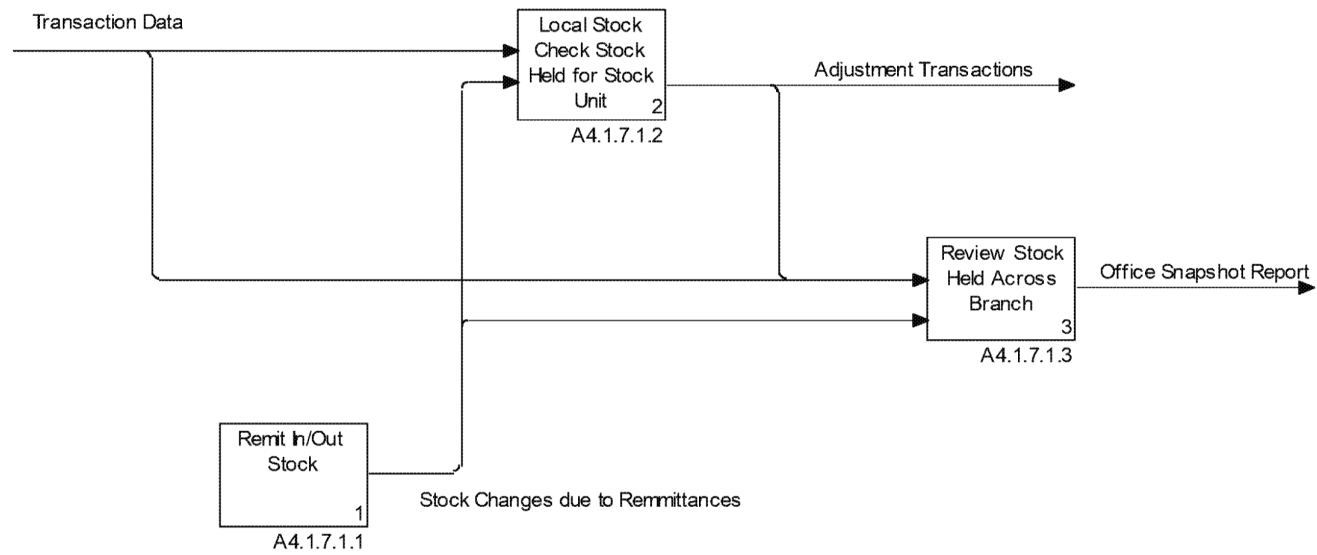 Transaction Data
Local Stock
Check Stock
Held for Stock
Unit
2
A4.1.7.1.2
Adjustment Transactions
Review Stock
Held Across
Branch
3
A4.1.7.1.3
Office Snapshot Report
Remit In/Out
Stock
1
A4.1.7.1.1
Stock Changes due to Remmittances